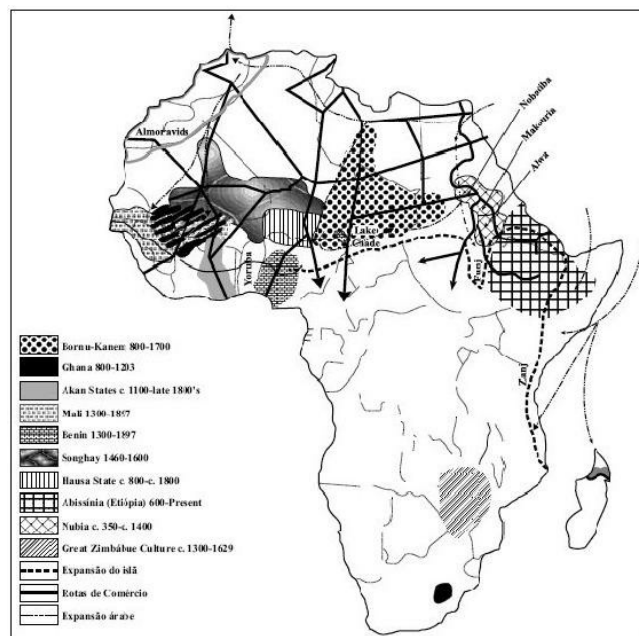 Noboúba
Makouria
Alwa
Almoravids
Lake
Chade
Yoruba
Funj
Zanj
Bornu-Kanem 800-1700
Ghana 800-1203
Akan States c. 1100-late 1800's
Mali 1300-1897
Benin 1300-1897
Songhay 1460-1600
Hausa State c. 800-c. 1800
Abissínia (Etiópia) 600-Present
Nubia c. 350-c. 1400
Great Zimbábue Culture c. 1300-1629
Expansão do islã
Rotas de Comércio
Expansão árabe